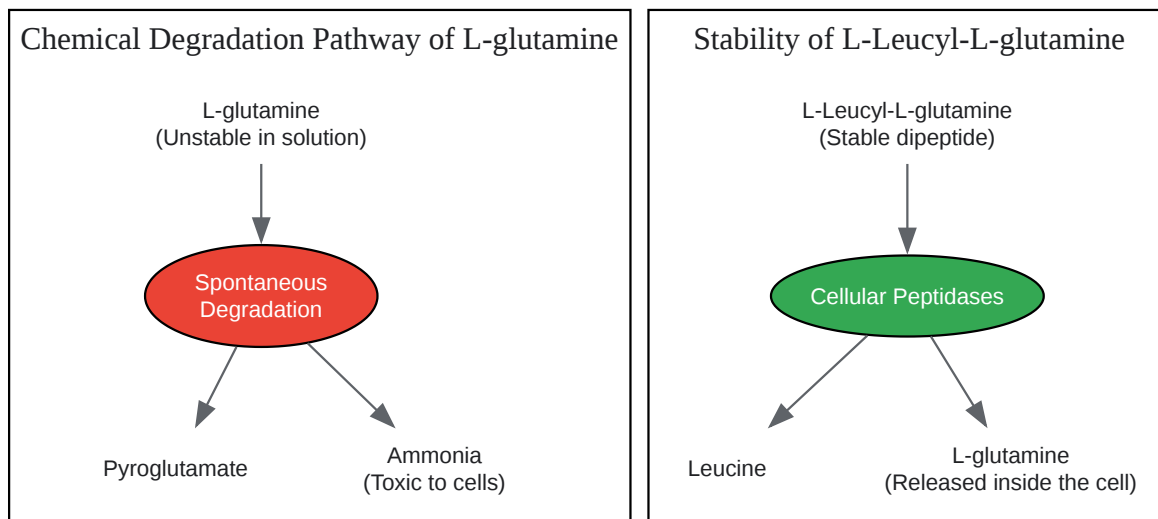 Chemical Degradation Pathway of L-glutamine
L-glutamine
(Unstable in solution)
Spontaneous
Degradation
Pyroglutamate
Ammonia
(Toxic to cells)
Stability of L-Leucyl-L-glutamine
L-Leucyl-L-glutamine
(Stable dipeptide)
Cellular Peptidases
Leucine
L-glutamine
(Released inside the cell)